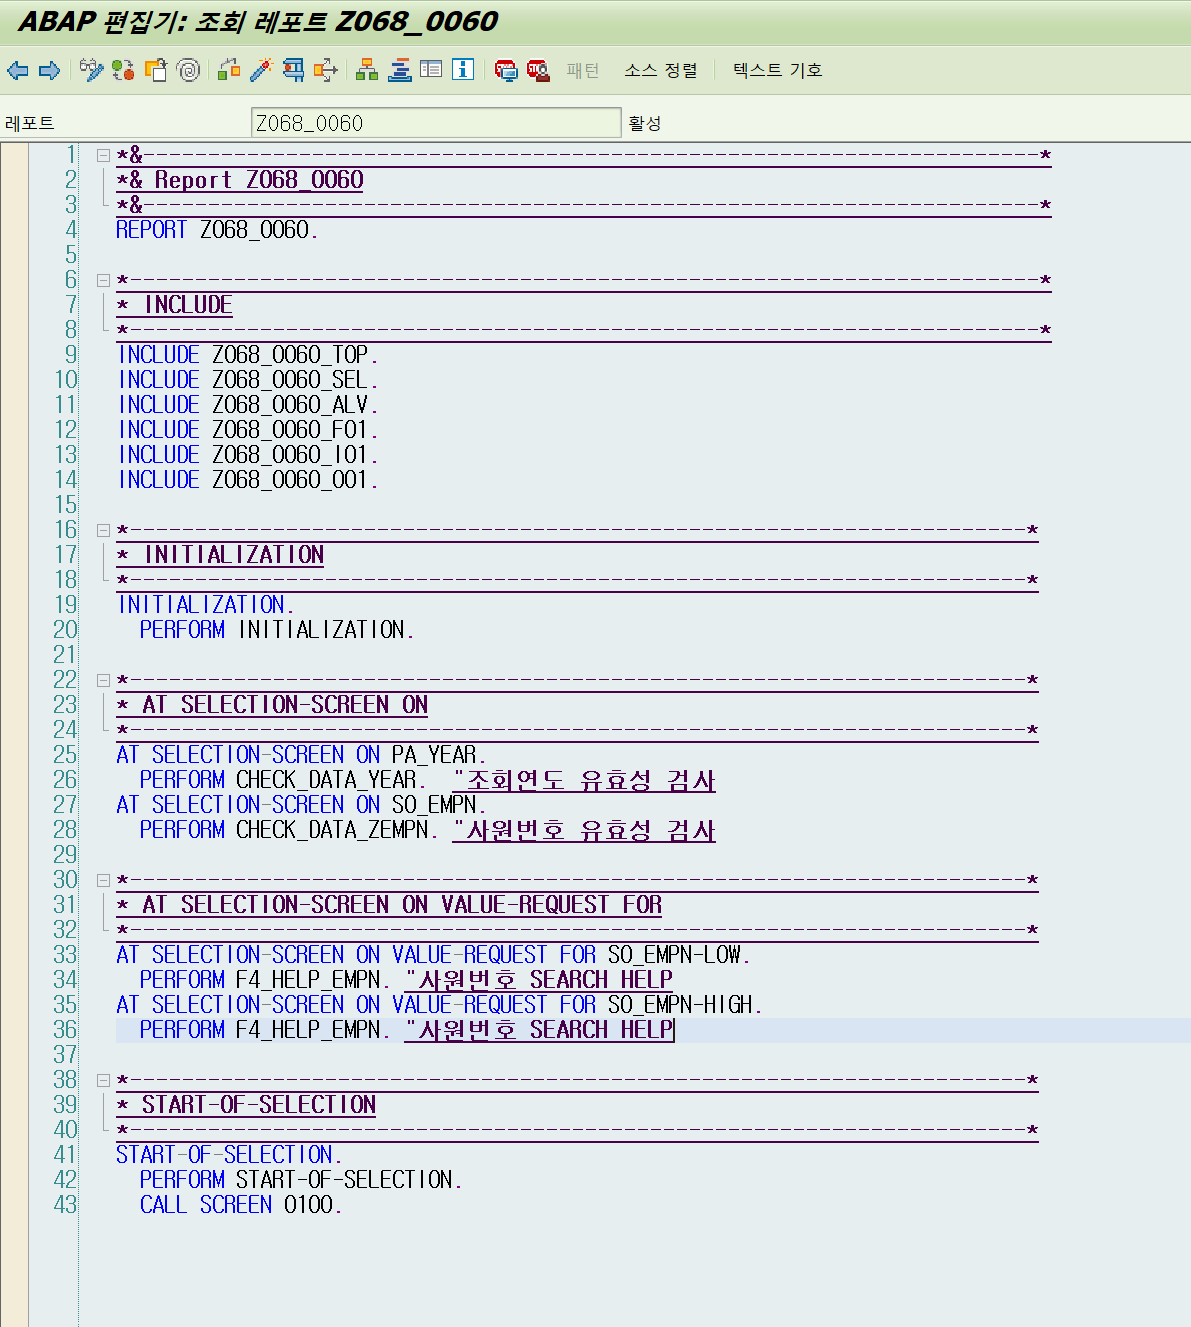 ABAP 편집기: 조회 레포트 Z068_0060
패턴 소스 정렬 텍스트 기호
레포트 Z068_0060 활성
1 *&---------------------------------------------------------------------*
2 *& Report Z068_0060
3 *&---------------------------------------------------------------------*
4 REPORT Z068_0060.
5
6 *----------------------------------------------------------------------*
7 * INCLUDE
8 *----------------------------------------------------------------------*
9 INCLUDE Z068_0060_TOP.
10 INCLUDE Z068_0060_SEL.
11 INCLUDE Z068_0060_ALV.
12 INCLUDE Z068_0060_F01.
13 INCLUDE Z068_0060_I01.
14 INCLUDE Z068_0060_O01.
15
16 *---------------------------------------------------------------------*
17 * INITIALIZATION
18 *---------------------------------------------------------------------*
19 INITIALIZATION.
20 PERFORM INITIALIZATION.
21
22 *---------------------------------------------------------------------*
23 * AT SELECTION-SCREEN ON
24 *---------------------------------------------------------------------*
25 AT SELECTION-SCREEN ON PA_YEAR.
26 PERFORM CHECK_DATA_YEAR. "조회연도 유효성 검사
27 AT SELECTION-SCREEN ON SO_EMPN.
28 PERFORM CHECK_DATA_ZEMPN. "사원번호 유효성 검사
29
30 *---------------------------------------------------------------------*
31 * AT SELECTION-SCREEN ON VALUE-REQUEST FOR
32 *---------------------------------------------------------------------*
33 AT SELECTION-SCREEN ON VALUE-REQUEST FOR SO_EMPN-LOW.
34 PERFORM F4_HELP_EMPN. "사원번호 SEARCH HELP
35 AT SELECTION-SCREEN ON VALUE-REQUEST FOR SO_EMPN-HIGH.
36 PERFORM F4_HELP_EMPN. "사원번호 SEARCH HELP
37
38 *---------------------------------------------------------------------*
39 * START-OF-SELECTION
40 *---------------------------------------------------------------------*
41 START-OF-SELECTION.
42 PERFORM START-OF-SELECTION.
43 CALL SCREEN 0100.